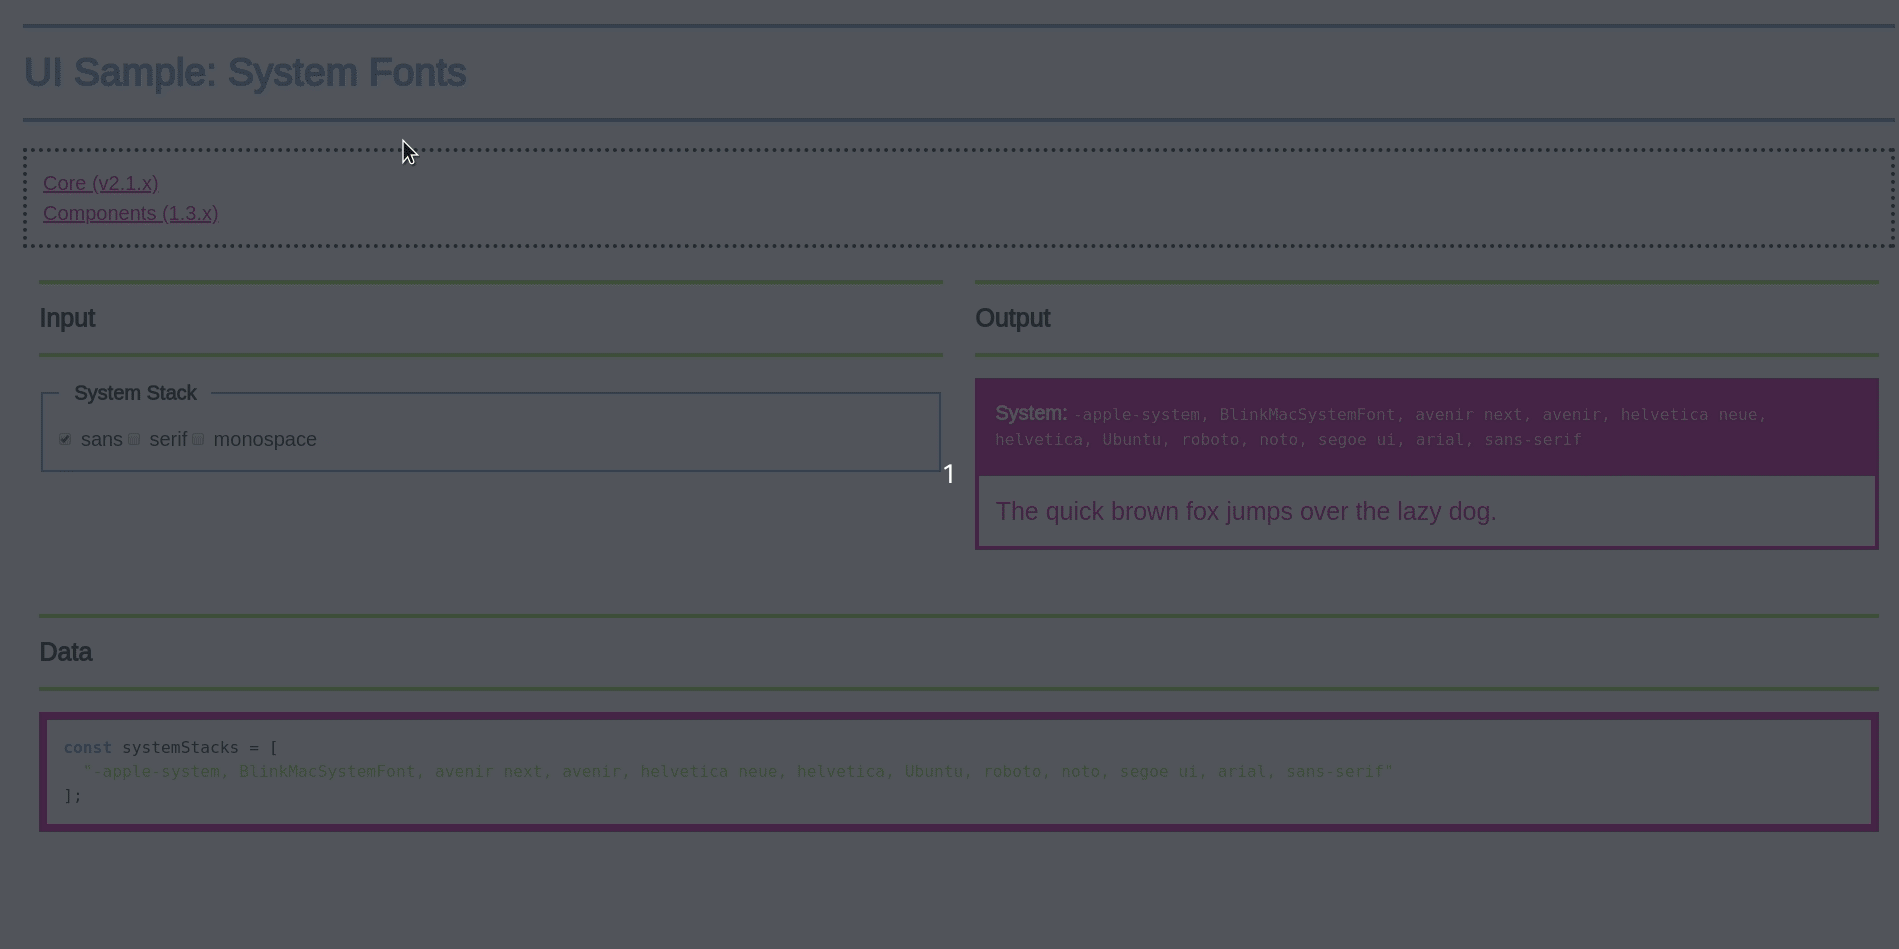 UI Sample: System Fonts
Core (v2.1.x)
Components (1.3.x)
Input
System Stack
sans serif monospace
1
Output
System: -apple-system, BlinkMacSystemFont, avenir next, avenir, helvetica neue,
helvetica, Ubuntu, roboto, noto, segoe ui, arial, sans-serif
The quick brown fox jumps over the lazy dog.
Data
const systemStacks = [
"-apple-system, BlinkMacSystemFont, avenir next, avenir, helvetica neue, helvetica, Ubuntu, roboto, noto, segoe ui, arial, sans-serif"
];